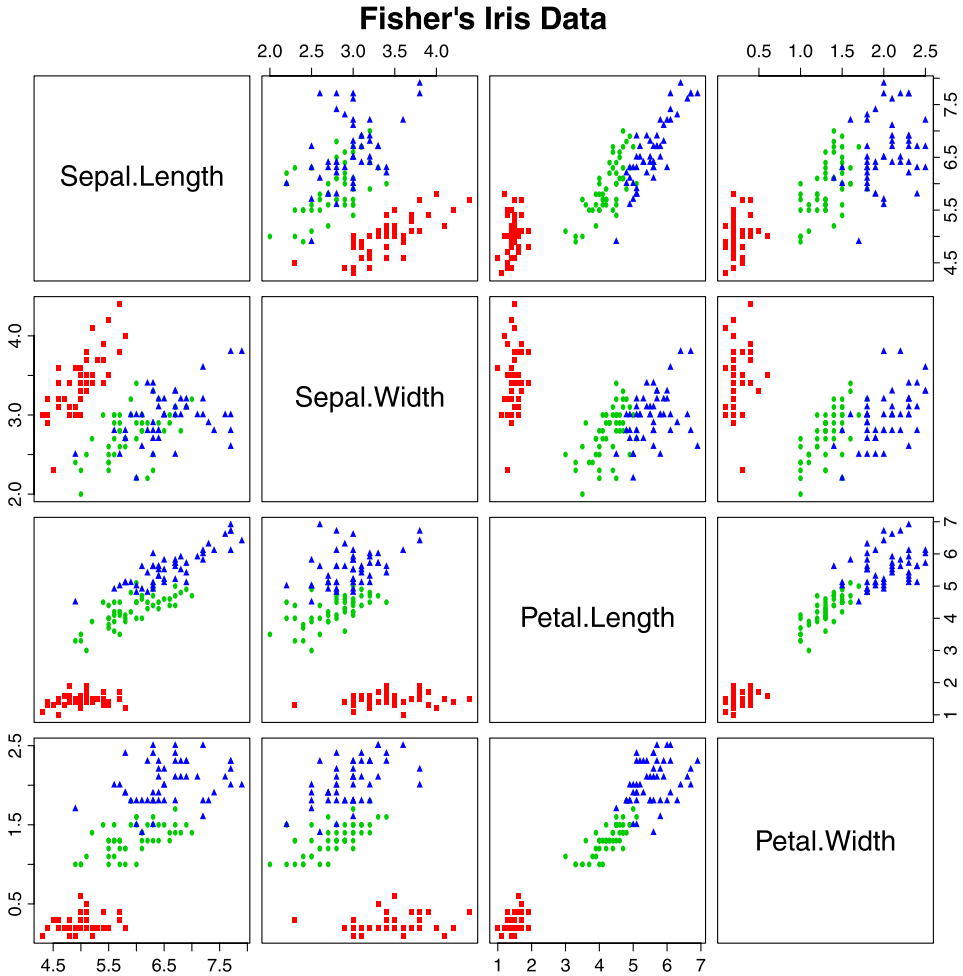 Fisher's Iris Data
2.0 2.5 3.0 3.5 4.0
0.5 1.0 1.5 2.0 2.5
Sepal.Length
4.5 5.5 6.5 7.5
2.0 3.0 4.0
Sepal.Width
Petal.Length
1 2 3 4 5 6 7
0.5 1.5 2.5
Petal.Width
4.5 5.5 6.5 7.5
1 2 3 4 5 6 7